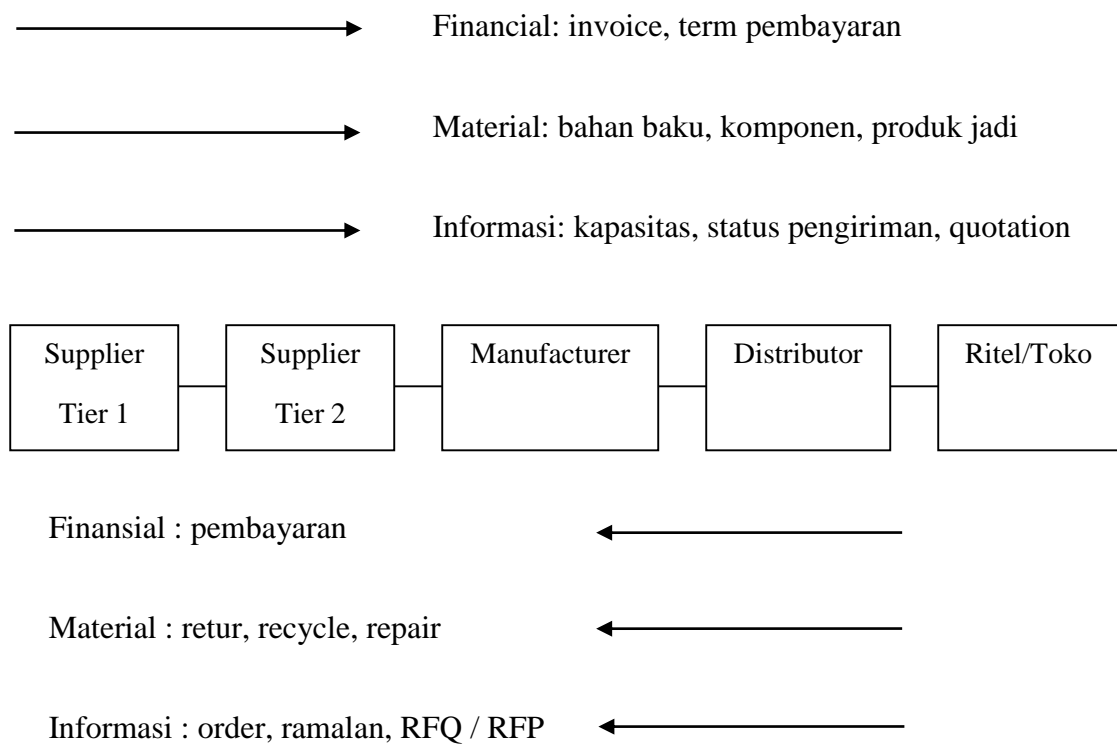 Financial: invoice, term pembayaran
Material: bahan baku, komponen, produk jadi
Informasi: kapasitas, status pengiriman, quotation
Supplier
Tier 1
Supplier
Tier 2
Manufacturer
Distributor
Ritel/Toko
Finansial : pembayaran
Material : retur, recycle, repair
Informasi : order, ramalan, RFQ / RFP